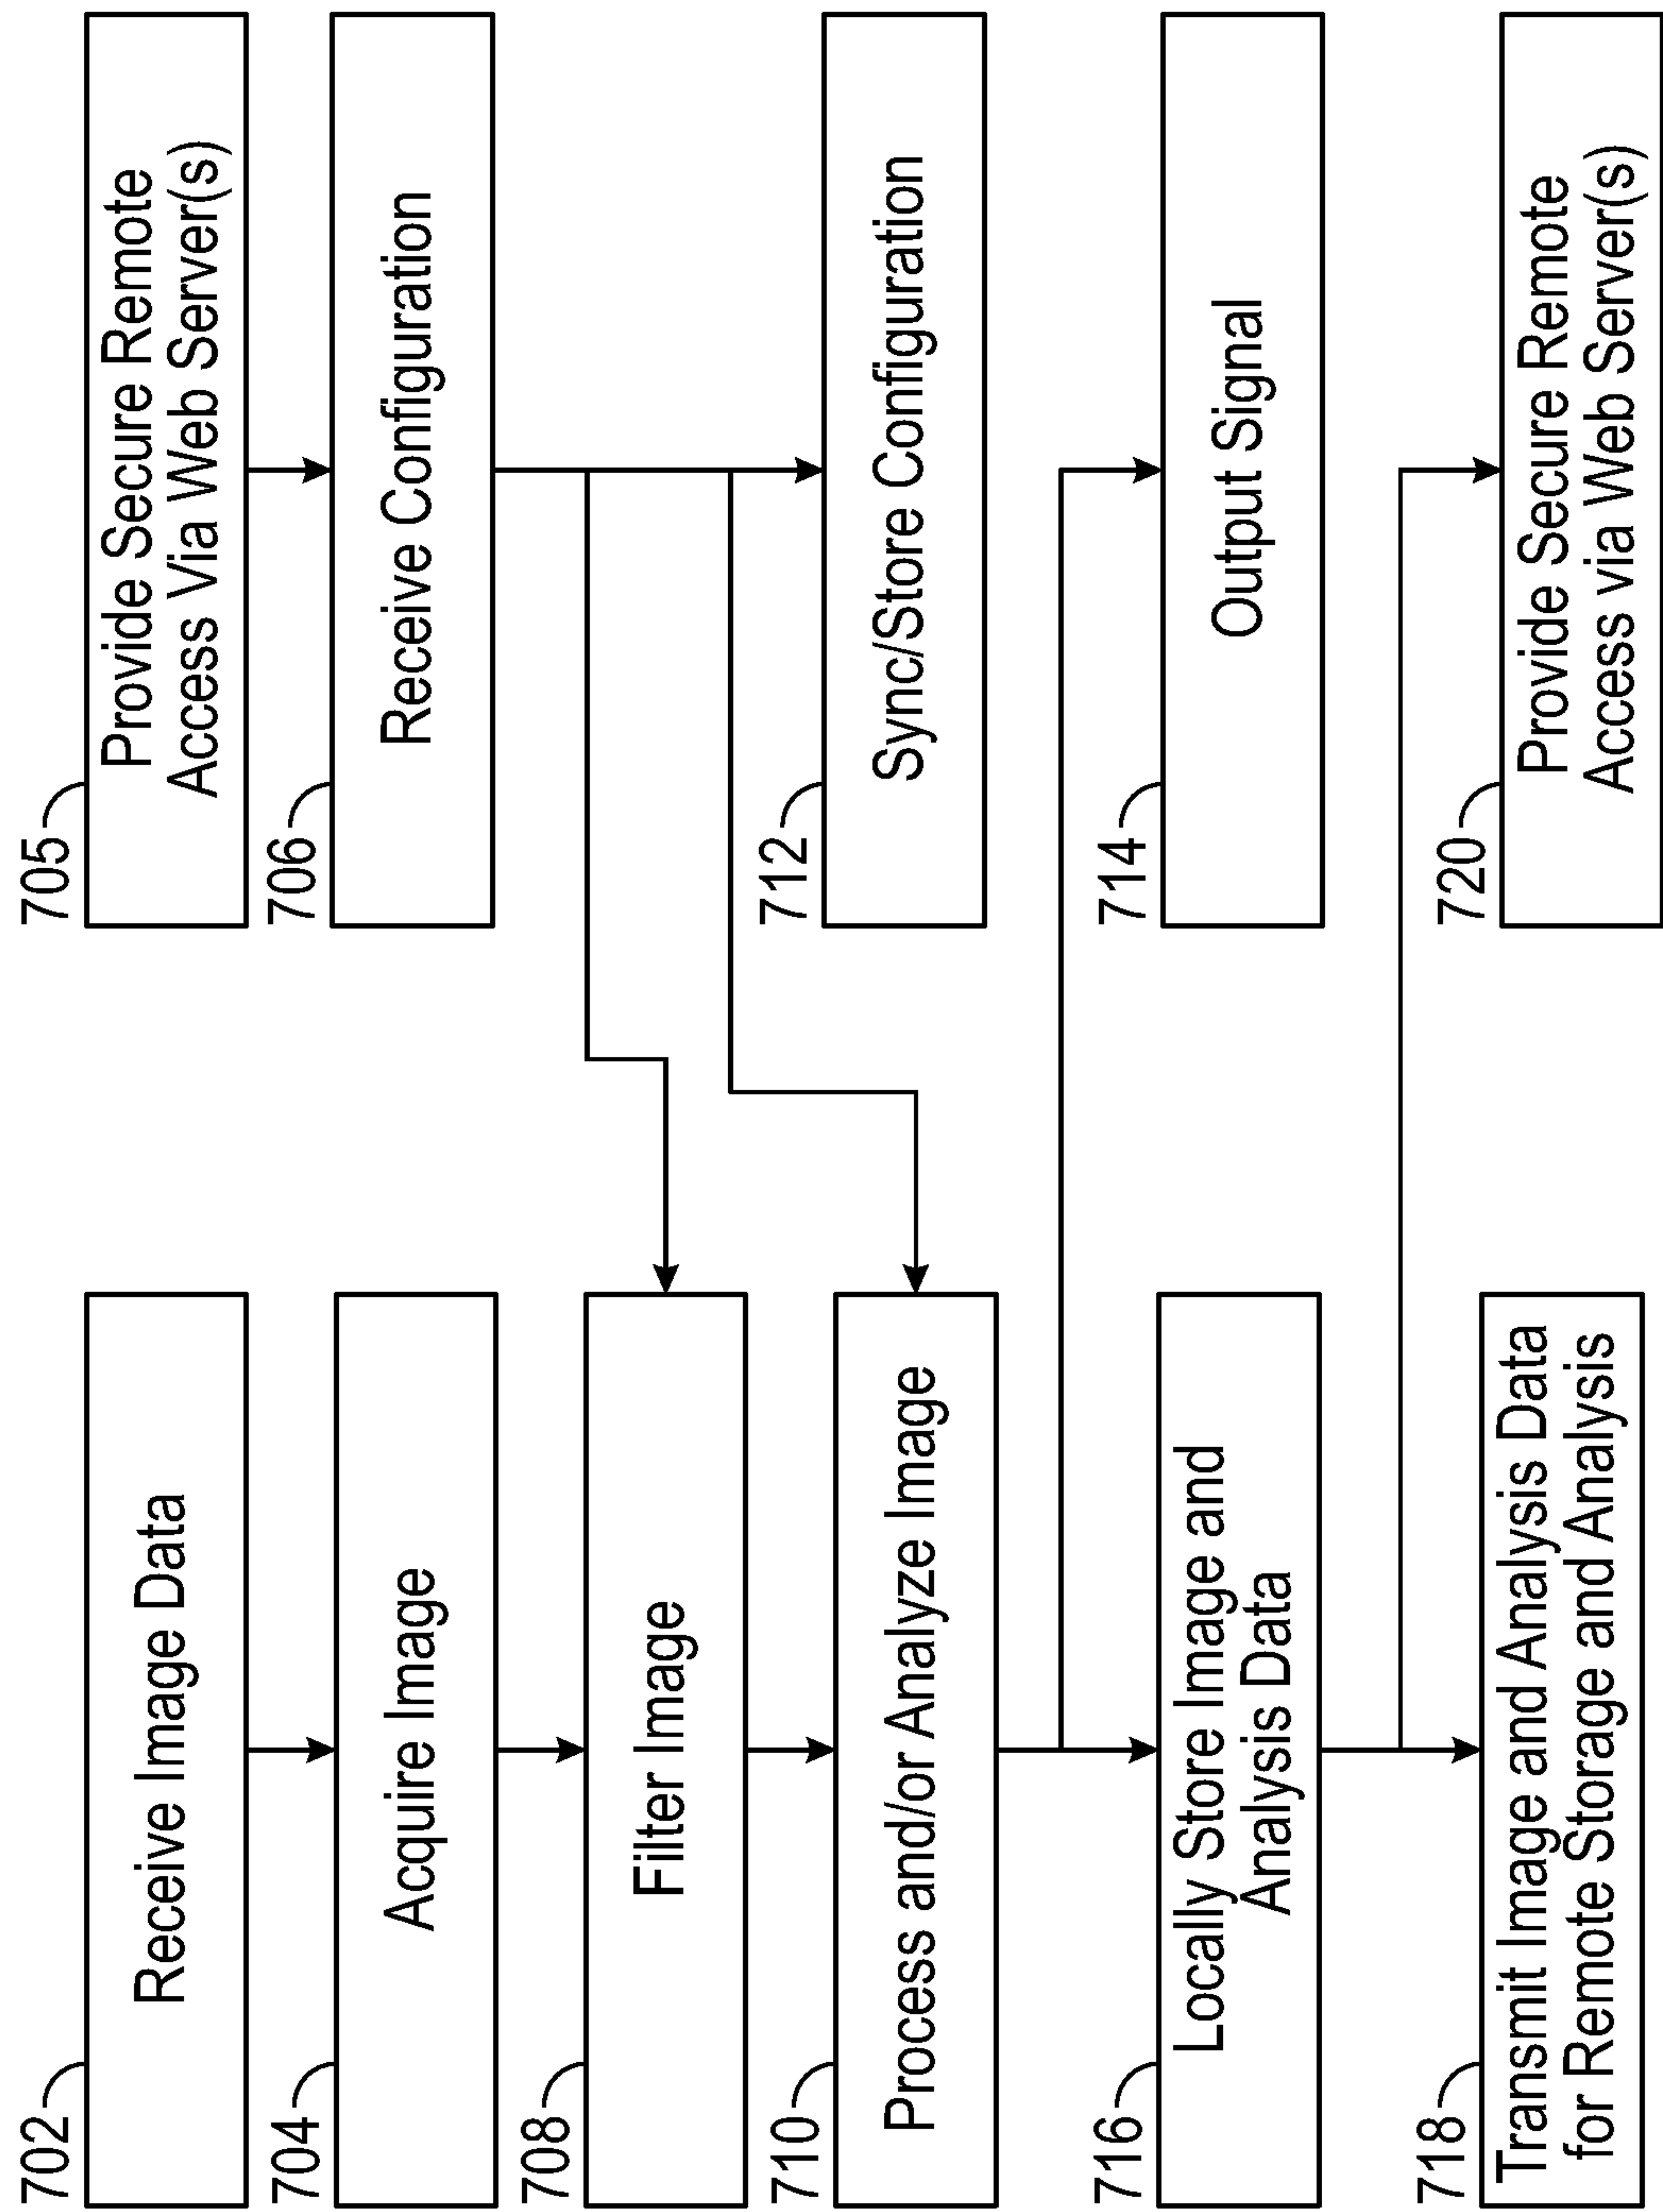 702
Receive Image Data
704
Acquire Image
708
Filter Image
710
Process and/or Analyze Image
716
Locally Store Image and
Analysis Data
718
Transmit Image and Analysis Data
for Remote Storage and Analysis
705
Provide Secure Remote
Access Via Web Server(s)
706
Receive Configuration
712
Sync/Store Configuration
714
Output Signal
720
Provide Secure Remote
Access via Web Server(s)